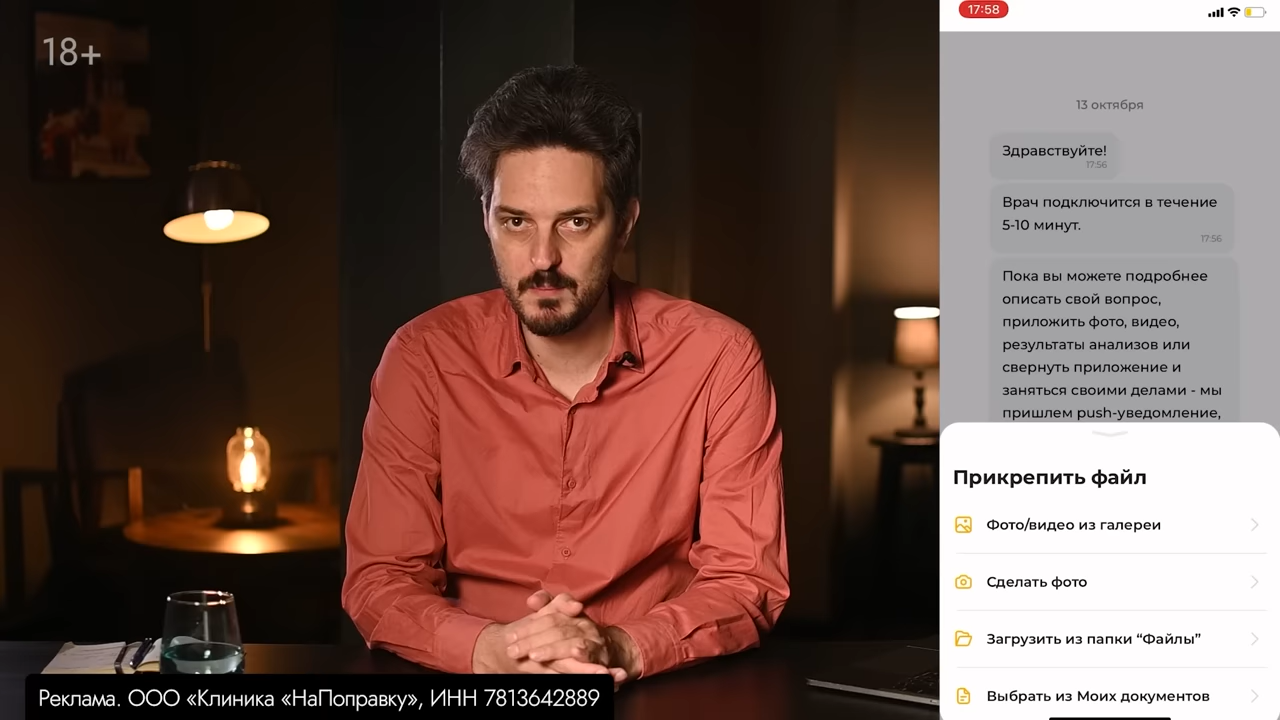 18+
Реклама. ООО «Клиника «НаПоправку», ИНН 7813642889
17:58
13 октября
Здравствуйте!
17:56
Врач подключится в течение
5-10 минут.
17:56
Пока вы можете подробнее
описать свой вопрос,
приложить фото, видео,
результаты анализов или
свернуть приложение и
заняться своими делами - мы
пришлем push-уведомление,
Прикрепить файл
Фото/видео из галереи
Сделать фото
Загрузить из папки “Файлы”
Выбрать из Моих документов